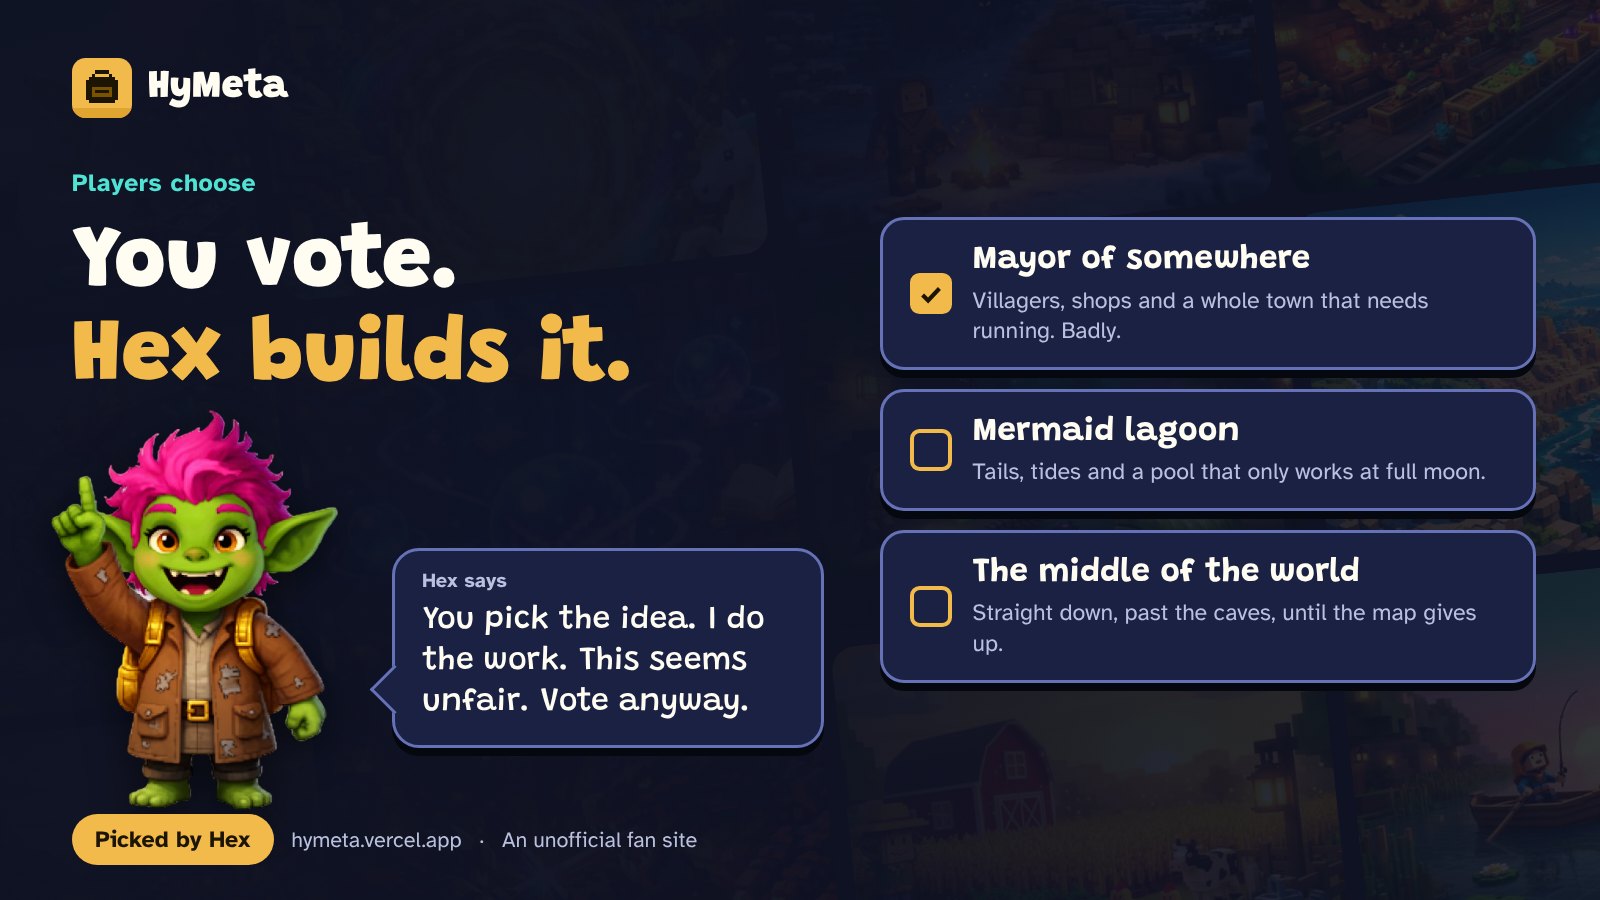 HyMeta
Players choose
You vote.
Hex builds it.
Hex says
You pick the idea. I do
the work. This seems
unfair. Vote anyway.
Picked by Hex
hymeta.vercel.app · An unofficial fan site
Mayor of somewhere
Villagers, shops and a whole town that needs
running. Badly.
Mermaid lagoon
Tails, tides and a pool that only works at full moon.
The middle of the world
Straight down, past the caves, until the map gives
up.